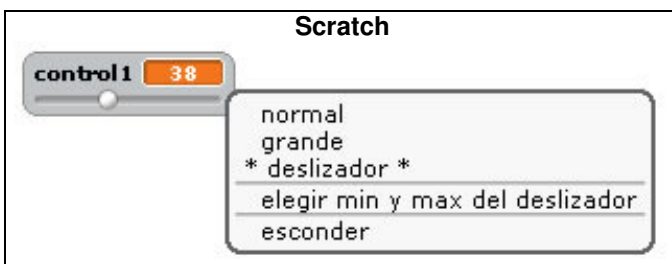 Scratch
control1 38
normal
grande
* deslizador *
elegir min y max del deslizador
esconder